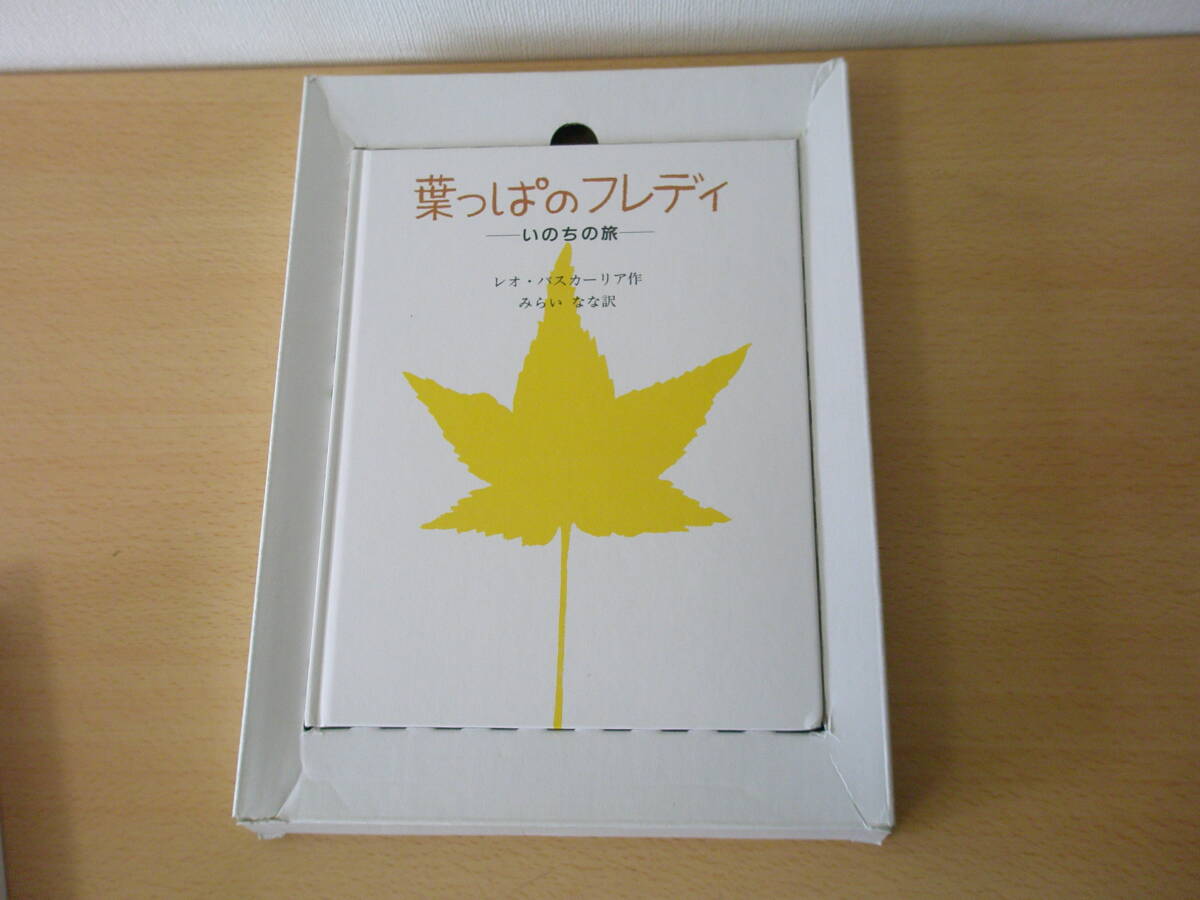 葉っぱのフレディ
―いのちの旅―
レオ・バスカーリア作
みらい なな訳